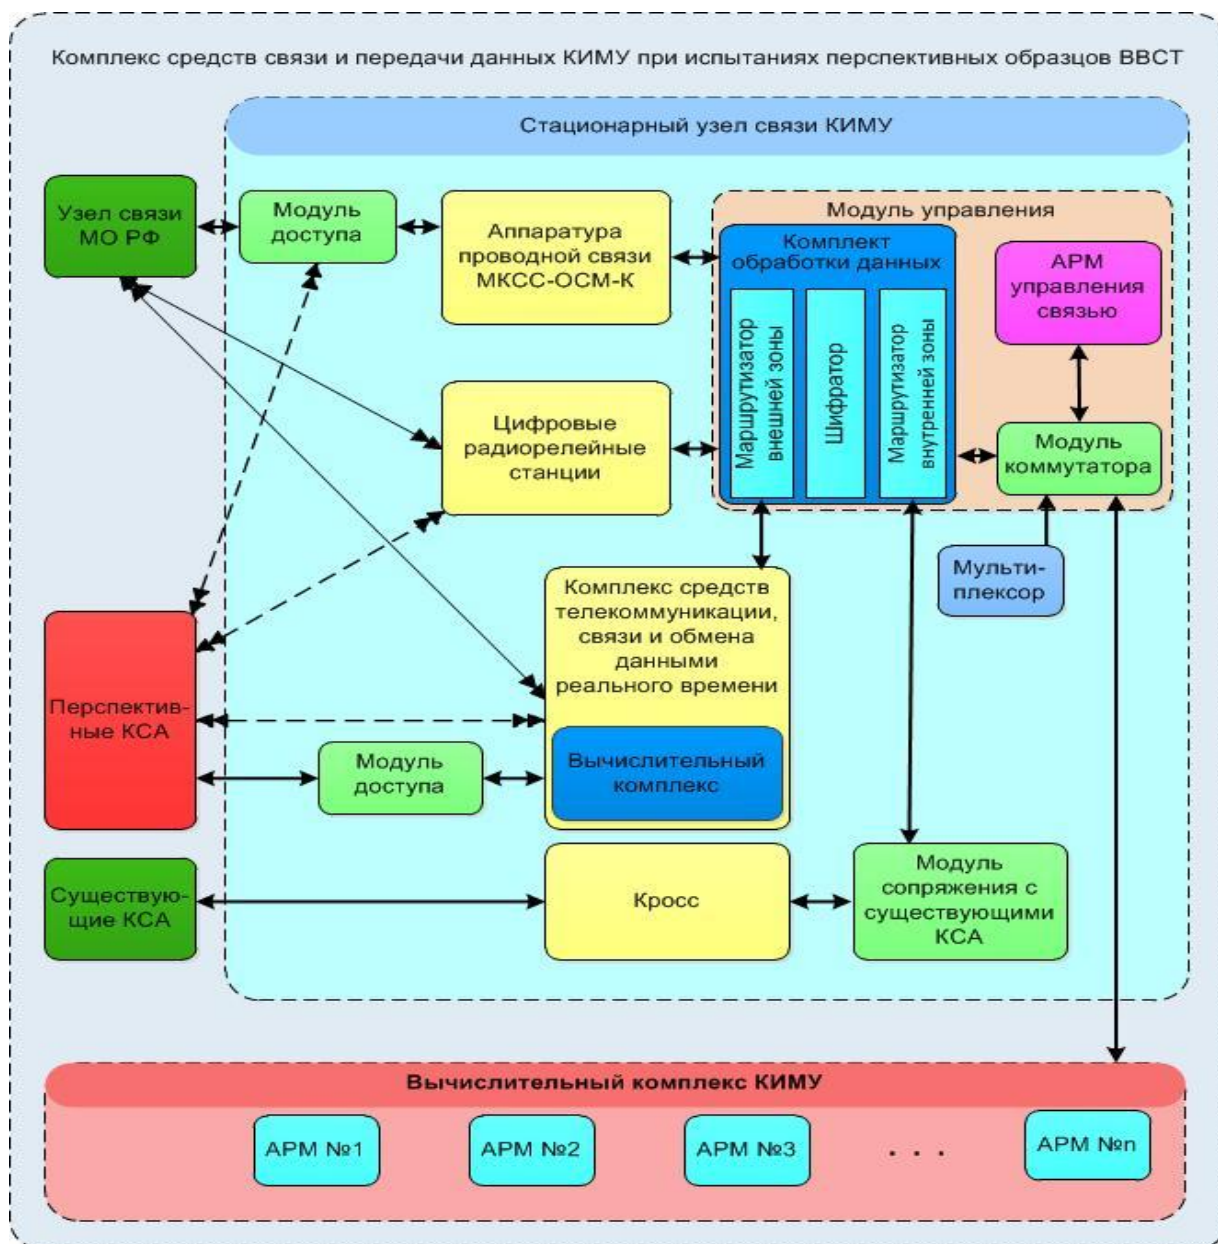 Комплекс средств связи и передачи данных КИМУ при испытаниях перспективных образцов ВВСТ
Стационарный узел связи КИМУ
Узел связи
МО РФ
Модуль
доступа
Аппаратура
проводной связи
МКСС-ОСМ-К
Модуль управления
Комплект
обработки данных
Маршрутизатор
внешней зоны
Шифратор
Маршрутизатор
внутренней зоны
АРМ
управления
связью
Цифровые
радиорелейные
станции
Модуль
коммутатора
Мульти-
плексор
Комплекс средств
телекоммуникации,
связи и обмена
данными
реального времени
Вычислительный
комплекс
Перспектив-
ные КСА
Модуль
доступа
Существую-
щие КСА
Кросс
Модуль
сопряжения с
существующими
КСА
Вычислительный комплекс КИМУ
АРМ №1
АРМ №2
АРМ №3
. . .
АРМ №n